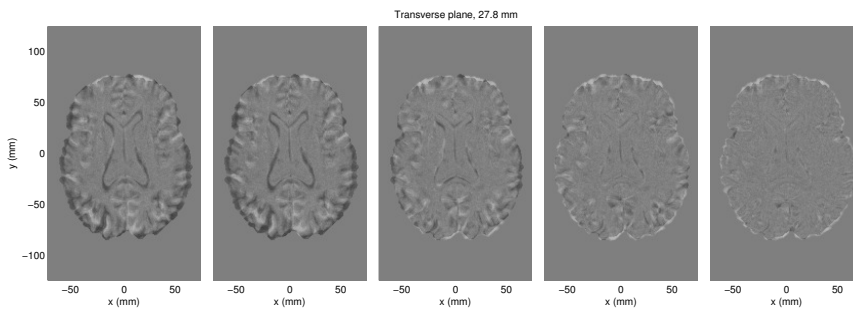 Transverse plane, 27.8 mm
100
50
0
−50
−100
y (mm)
−50 0 50 −50 0 50 −50 0 50 −50 0 50 −50 0 50
x (mm) x (mm) x (mm) x (mm) x (mm)